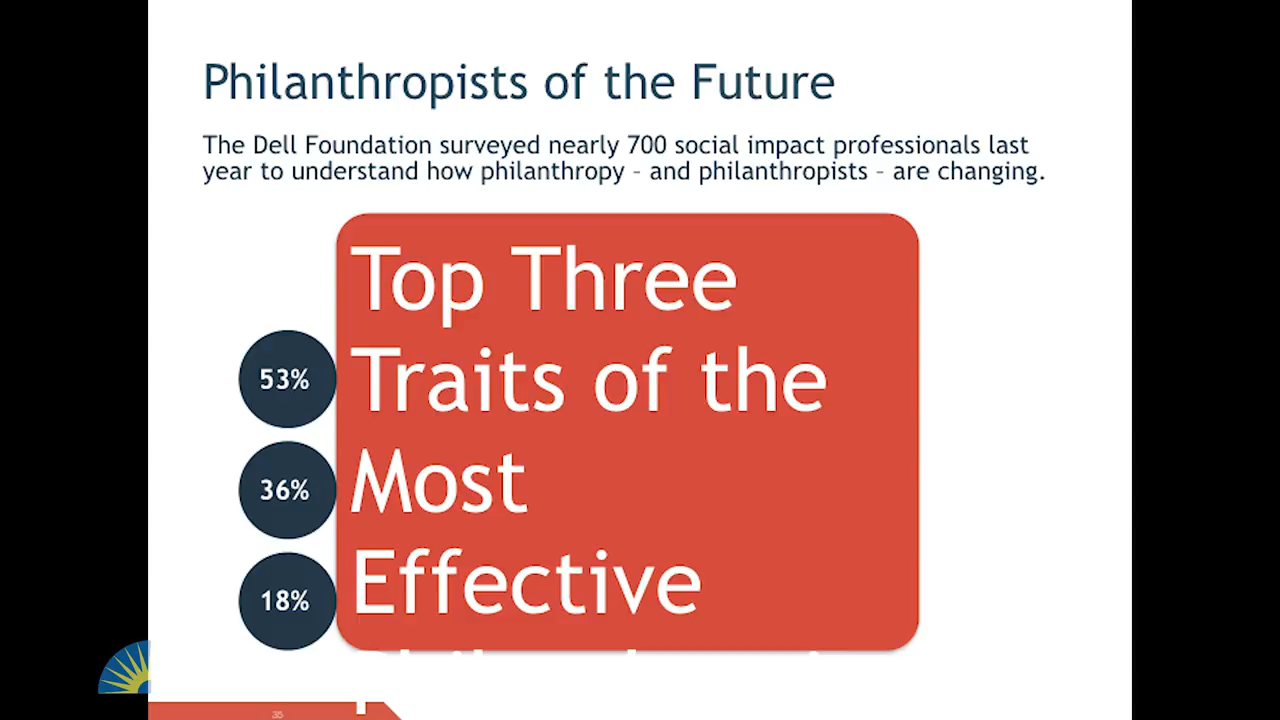 Philanthropists of the Future
The Dell Foundation surveyed nearly 700 social impact professionals last
year to understand how philanthropy – and philanthropists – are changing.
Top Three
Traits of the
Most
Effective
53%
36%
18%
35